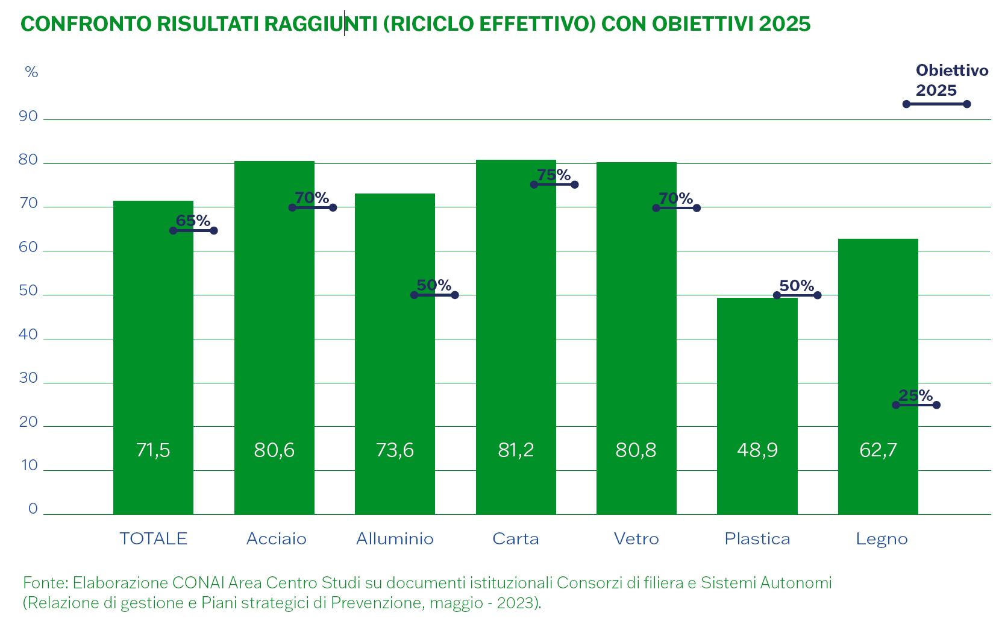 CONFRONTO RISULTATI RAGGIUNTI (RICICLO EFFETTIVO) CON OBIETTIVI 2025
%
Obiettivo
2025
90
80
70
60
50
40
30
20
10
0
65%
70%
50%
75%
70%
50%
25%
71,5
80,6
73,6
81,2
80,8
48,9
62,7
TOTALE
Acciaio
Alluminio
Carta
Vetro
Plastica
Legno
Fonte: Elaborazione CONAI Area Centro Studi su documenti istituzionali Consorzi di filiera e Sistemi Autonomi
(Relazione di gestione e Piani strategici di Prevenzione, maggio - 2023).